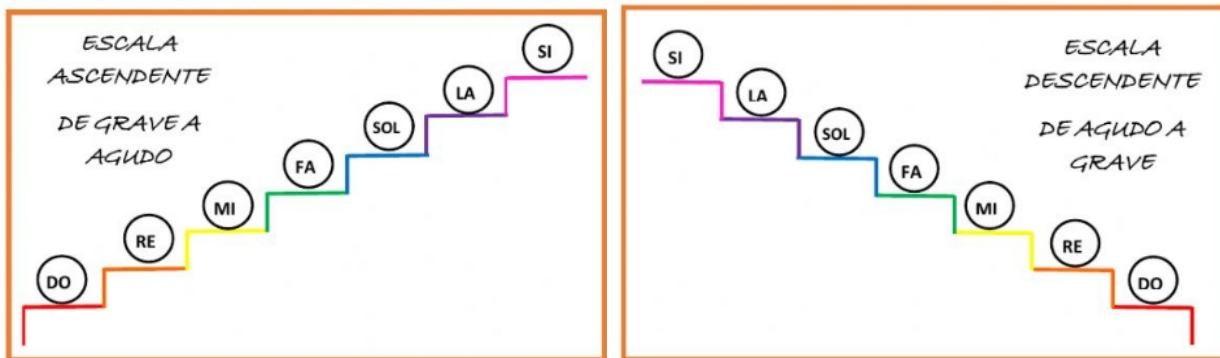 ESCALA
ASCENDENTE
DE GRAVE A
AGUDO
DO
RE
MI
FA
SOL
LA
SI
ESCALA
DESCENDENTE
DE AGUDO A
GRAVE
SI
LA
SOL
FA
MI
RE
DO